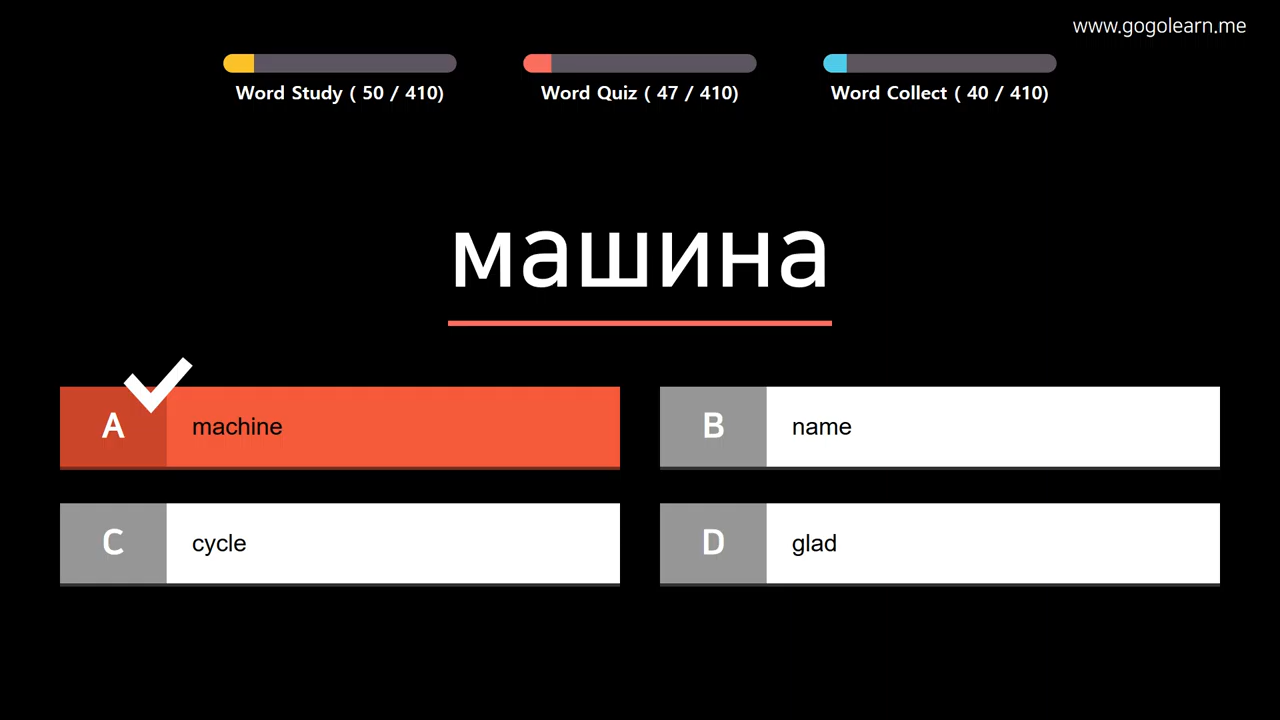 www.gogolearn.me
Word Study ( 50 / 410)
Word Quiz ( 47 / 410)
Word Collect ( 40 / 410)
машина
A machine
B name
C cycle
D glad